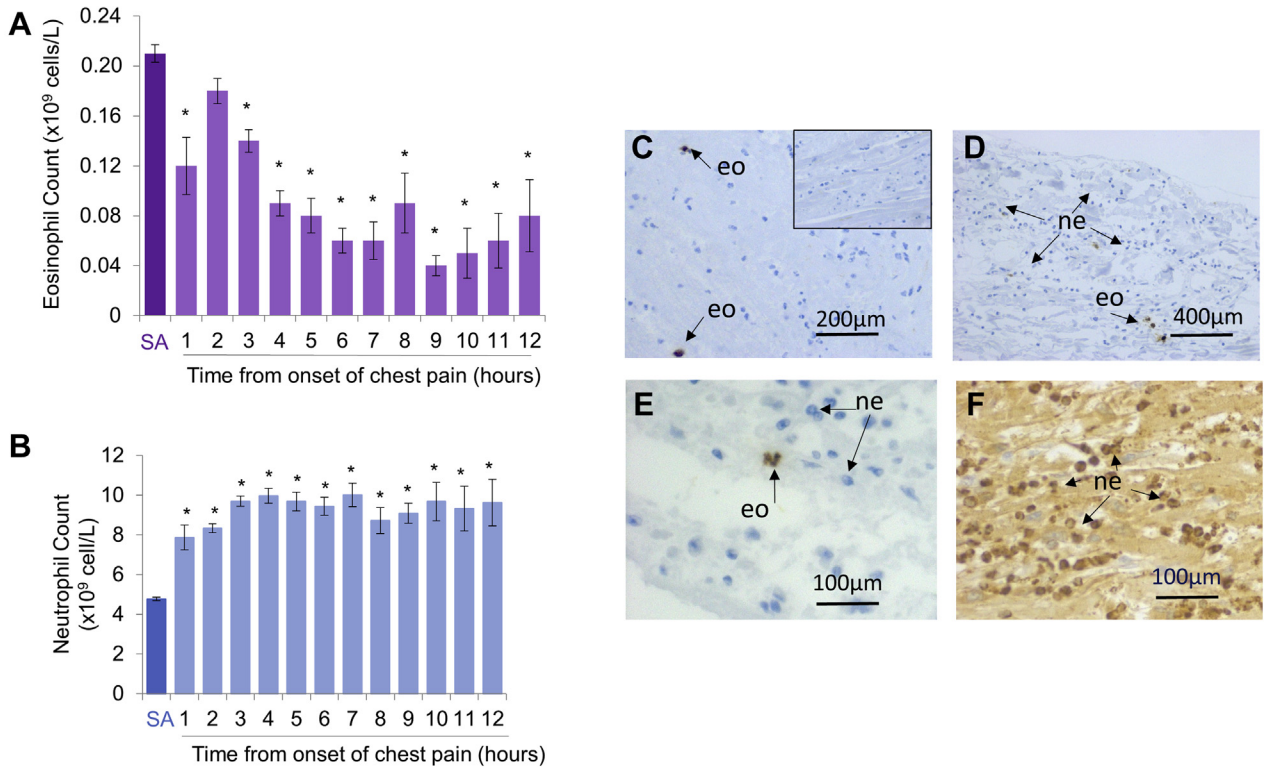 A
Eosinophil Count (x10⁹ cells/L)
0.24
0.20
0.16
0.12
0.08
0.04
0
* * * * * * * * * * *
SA 1 2 3 4 5 6 7 8 9 10 11 12
Time from onset of chest pain (hours)
B
Neutrophil Count
(x10⁹ cell/L)
12
10
8
6
4
2
0
* * * * * * * * * * * *
SA 1 2 3 4 5 6 7 8 9 10 11 12
Time from onset of chest pain (hours)
C
eo
eo
200µm
D
ne
eo
400µm
E
ne
eo
100µm
F
ne
100µm